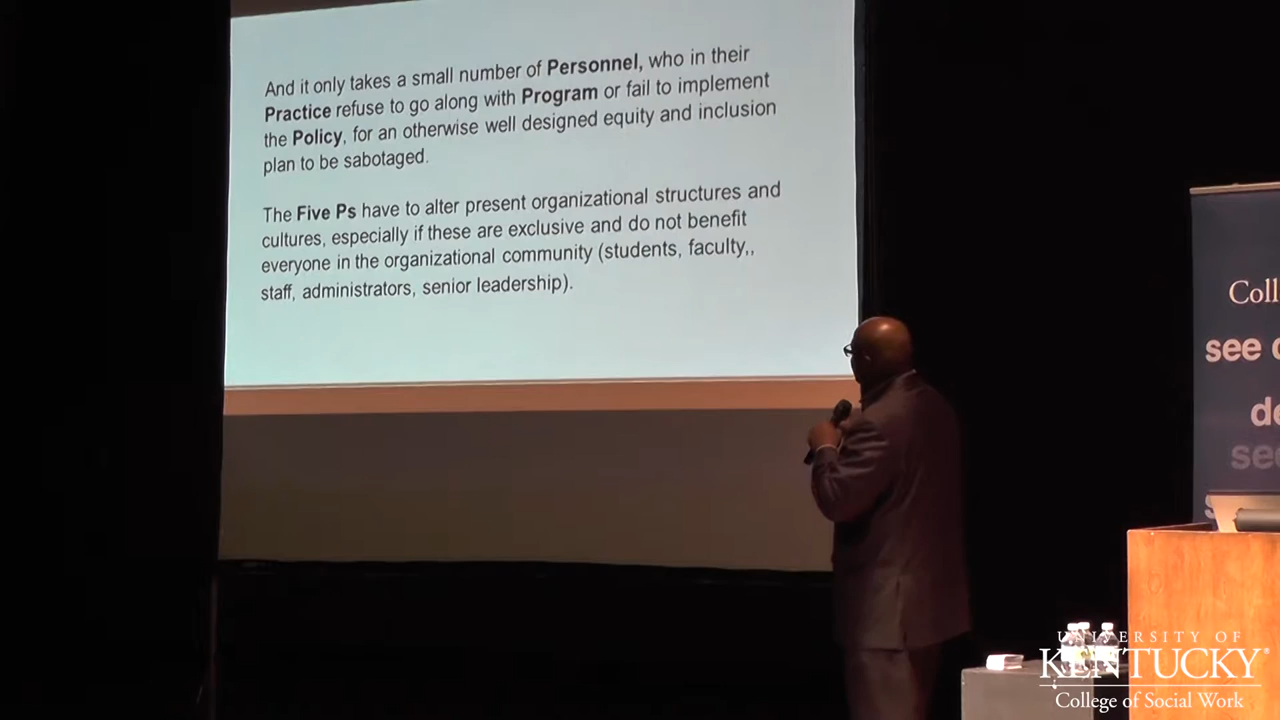 And it only takes a small number of Personnel, who in their
Practice refuse to go along with Program or fail to implement
the Policy, for an otherwise well designed equity and inclusion
plan to be sabotaged.
The Five Ps have to alter present organizational structures and
cultures, especially if these are exclusive and do not benefit
everyone in the organizational community (students, faculty,,
staff, administrators, senior leadership).
Coll
see
de
see
UNIVERSITY OF
KENTUCKY®
College of Social Work